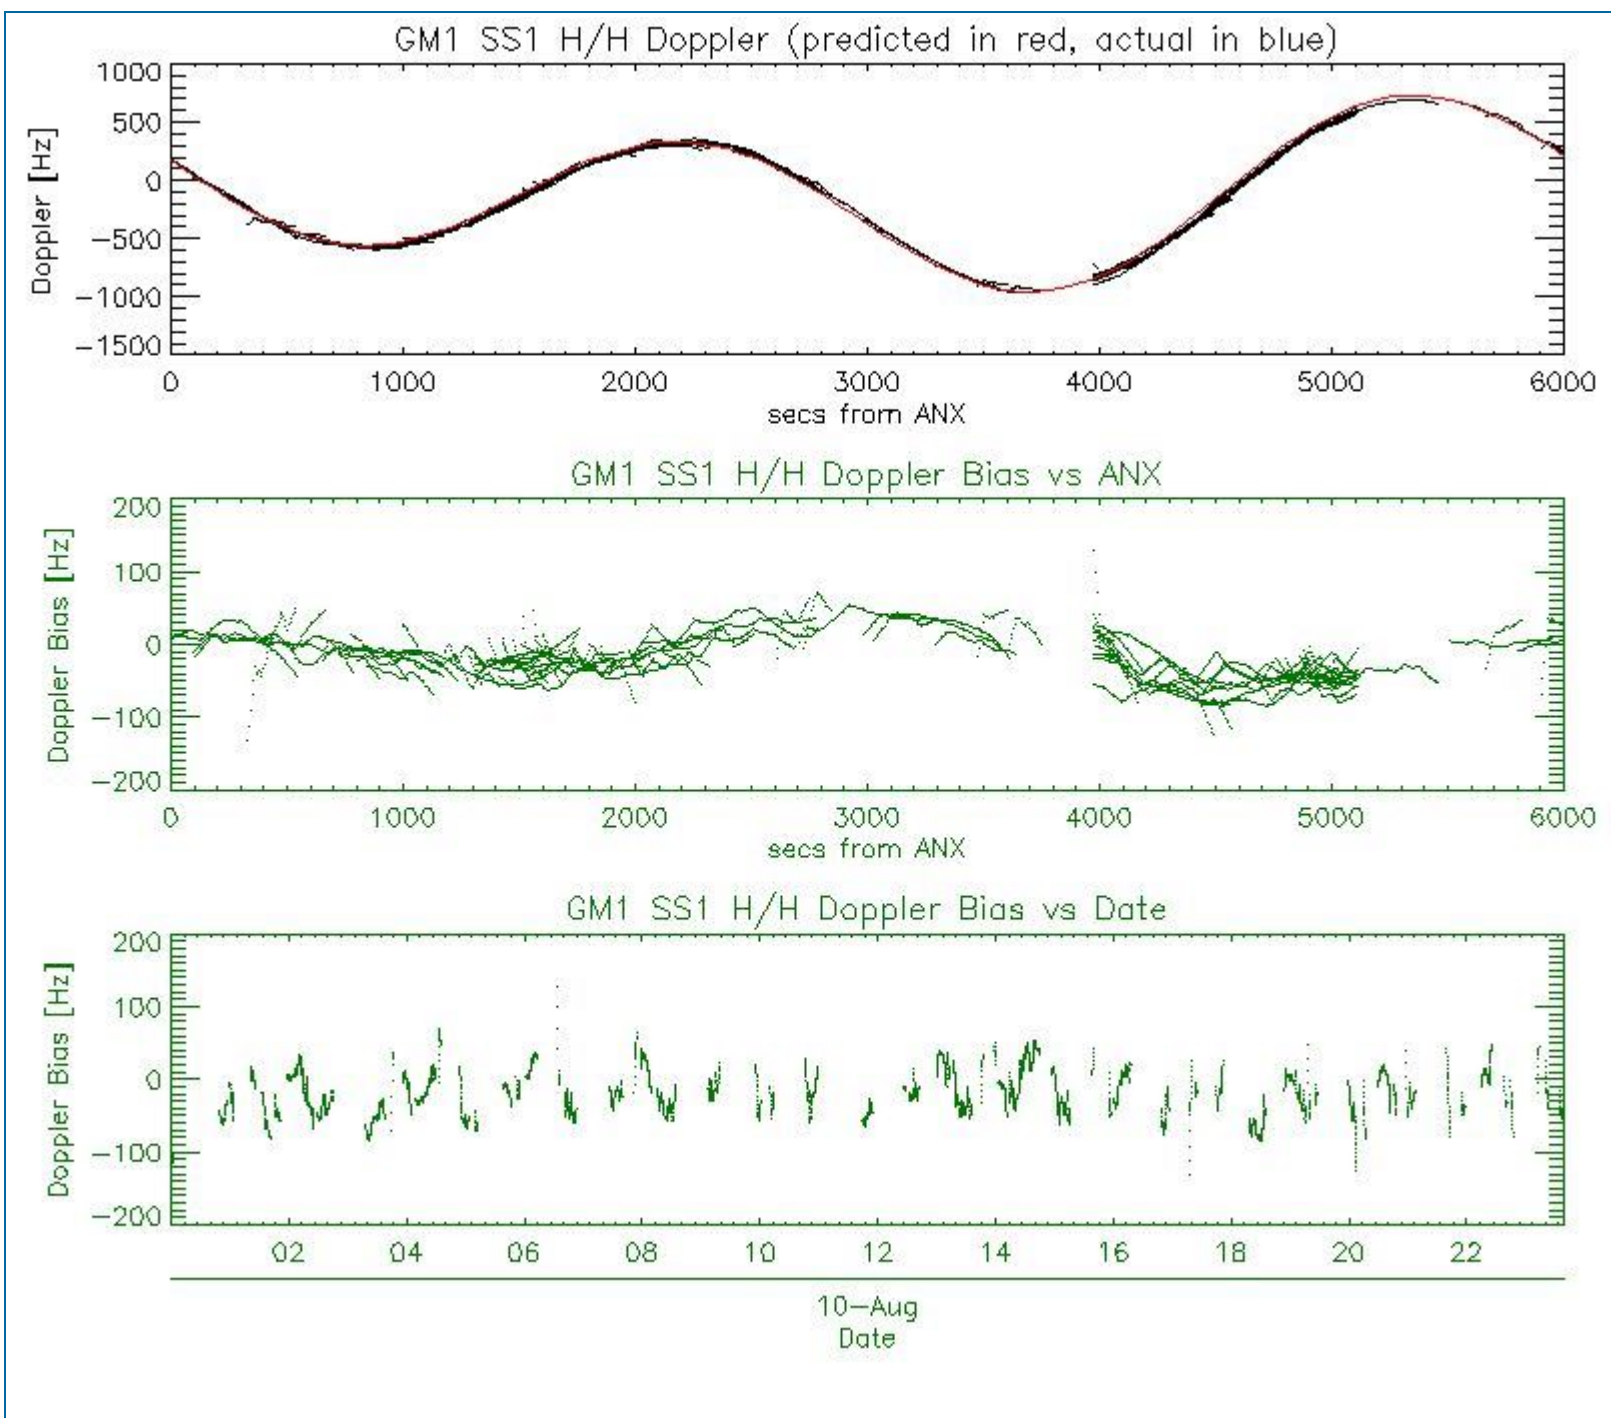 GM1 SS1 H/H Doppler (predicted in red, actual in blue)
1000
500
0
-500
-1000
-1500
Doppler [Hz]
0 1000 2000 3000 4000 5000 6000
secs from ANX
GM1 SS1 H/H Doppler Bias vs ANX
200
100
0
-100
-200
Doppler Bias [Hz]
0 1000 2000 3000 4000 5000 6000
secs from ANX
GM1 SS1 H/H Doppler Bias vs Date
200
100
0
-100
-200
Doppler Bias [Hz]
02 04 06 08 10 12 14 16 18 20 22
10-Aug
Date